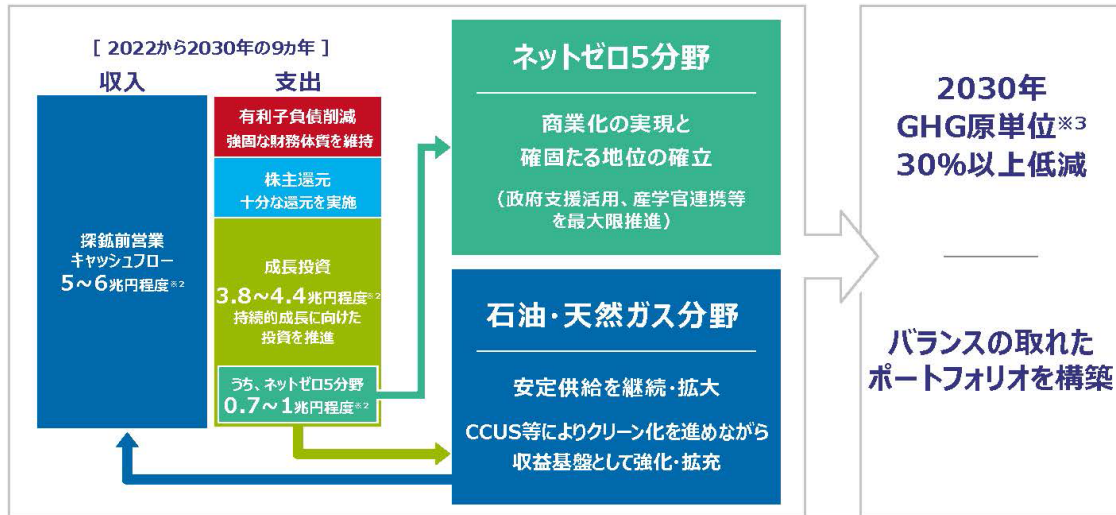 [ 2022から2030年の9ヵ年 ]
収入
支出
探鉱前営業
キャッシュフロー
5~6兆円程度※2
有利子負債削減
強固な財務体質を維持
株主還元
十分な還元を実施
成長投資
3.8~4.4兆円程度※2
持続的成長に向けた
投資を推進
うち、ネットゼロ5分野
0.7~1兆円程度※2
ネットゼロ5分野
商業化の実現と
確固たる地位の確立
(政府支援活用、産学官連携等
を最大限推進)
石油・天然ガス分野
安定供給を継続・拡大
CCUS等によりクリーン化を進めながら
収益基盤として強化・拡充
2030年
GHG原単位※3
30%以上低減
バランスの取れた
ポートフォリオを構築